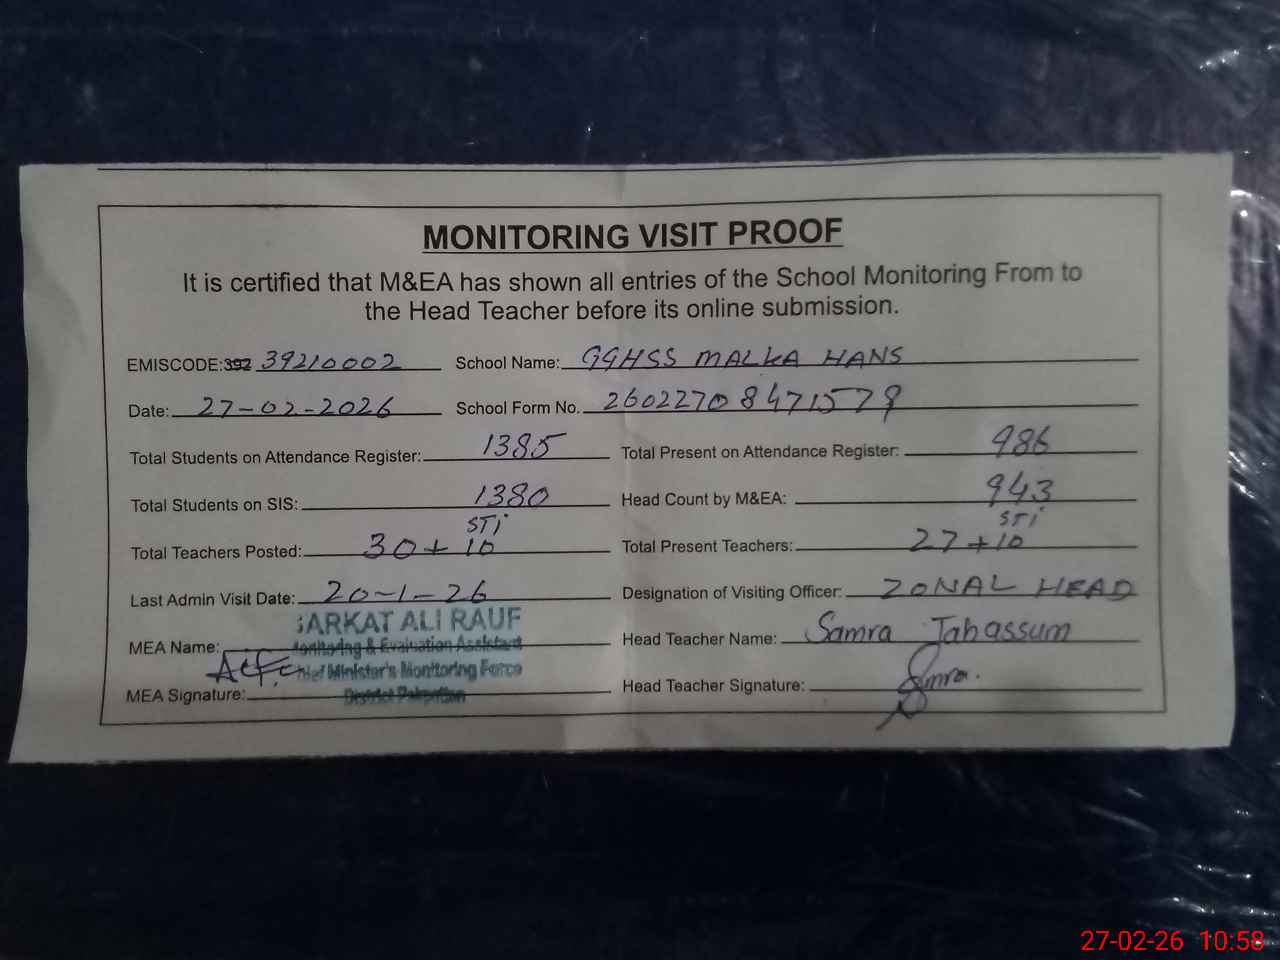 MONITORING VISIT PROOF
It is certified that M&EA has shown all entries of the School Monitoring From to
the Head Teacher before its online submission.
EMISCODE:392 39210002 School Name: GGHSS MALKA HANS
Date: 27-02-2026 School Form No. 26022708471579
Total Students on Attendance Register: 1385 Total Present on Attendance Register: 986
Total Students on SIS: 1380 Head Count by M&EA: 943
STi STi
Total Teachers Posted: 30+10 Total Present Teachers: 27+10
Last Admin Visit Date: 20-1-26 Designation of Visiting Officer: ZONAL HEAD
ARKAT ALI RAUF
MEA Name: Monitoring & Evaluation Assistant Head Teacher Name: Samra Tabassum
Chief Minister's Monitoring Force
MEA Signature: District Pakpattan Head Teacher Signature: Samra.
27-02-26 10:58